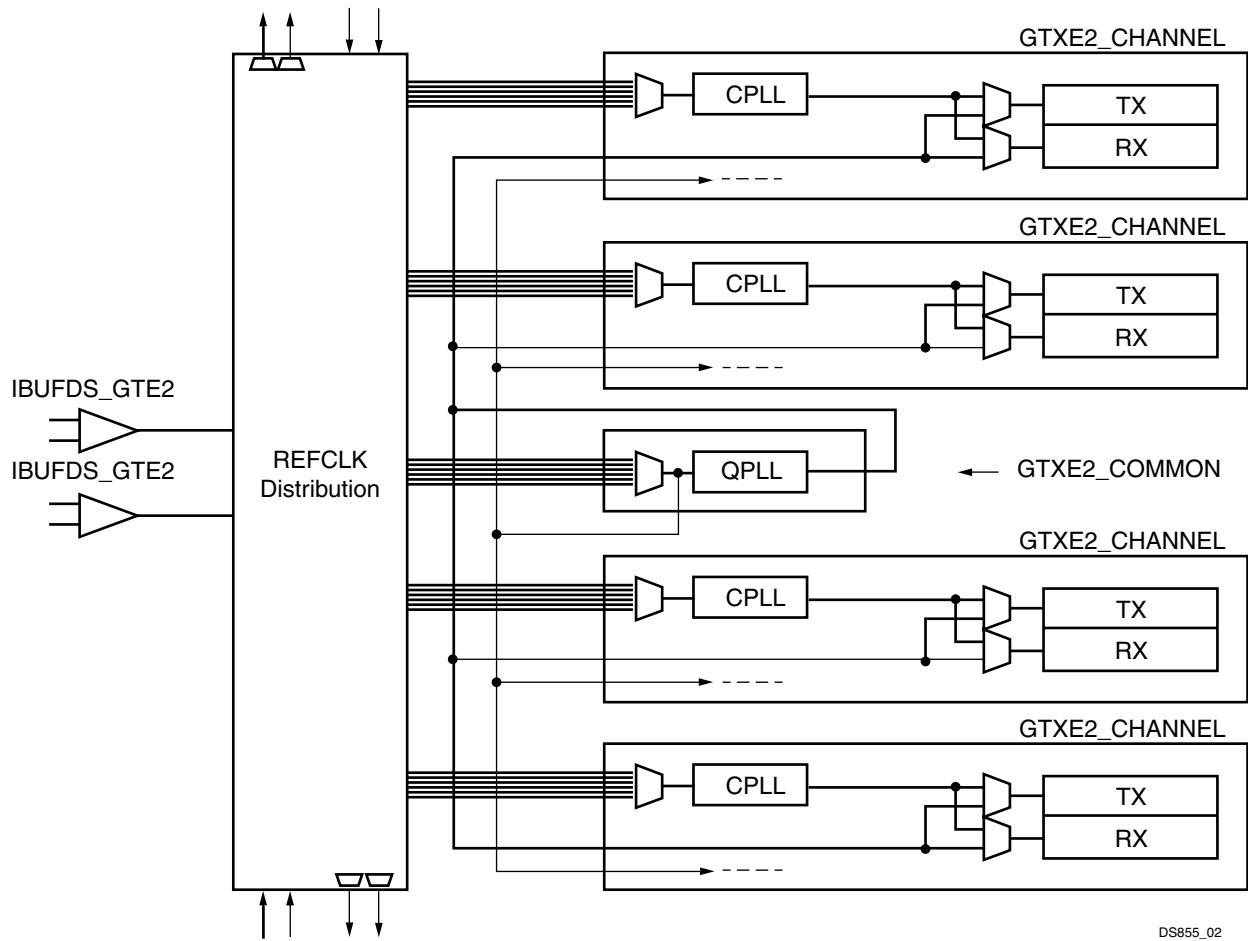 GTXE2_CHANNEL
CPLL
TX
RX
GTXE2_CHANNEL
CPLL
TX
RX
IBUFDS_GTE2
IBUFDS_GTE2
REFCLK
Distribution
QPLL
GTXE2_COMMON
GTXE2_CHANNEL
CPLL
TX
RX
GTXE2_CHANNEL
CPLL
TX
RX
DS855_02